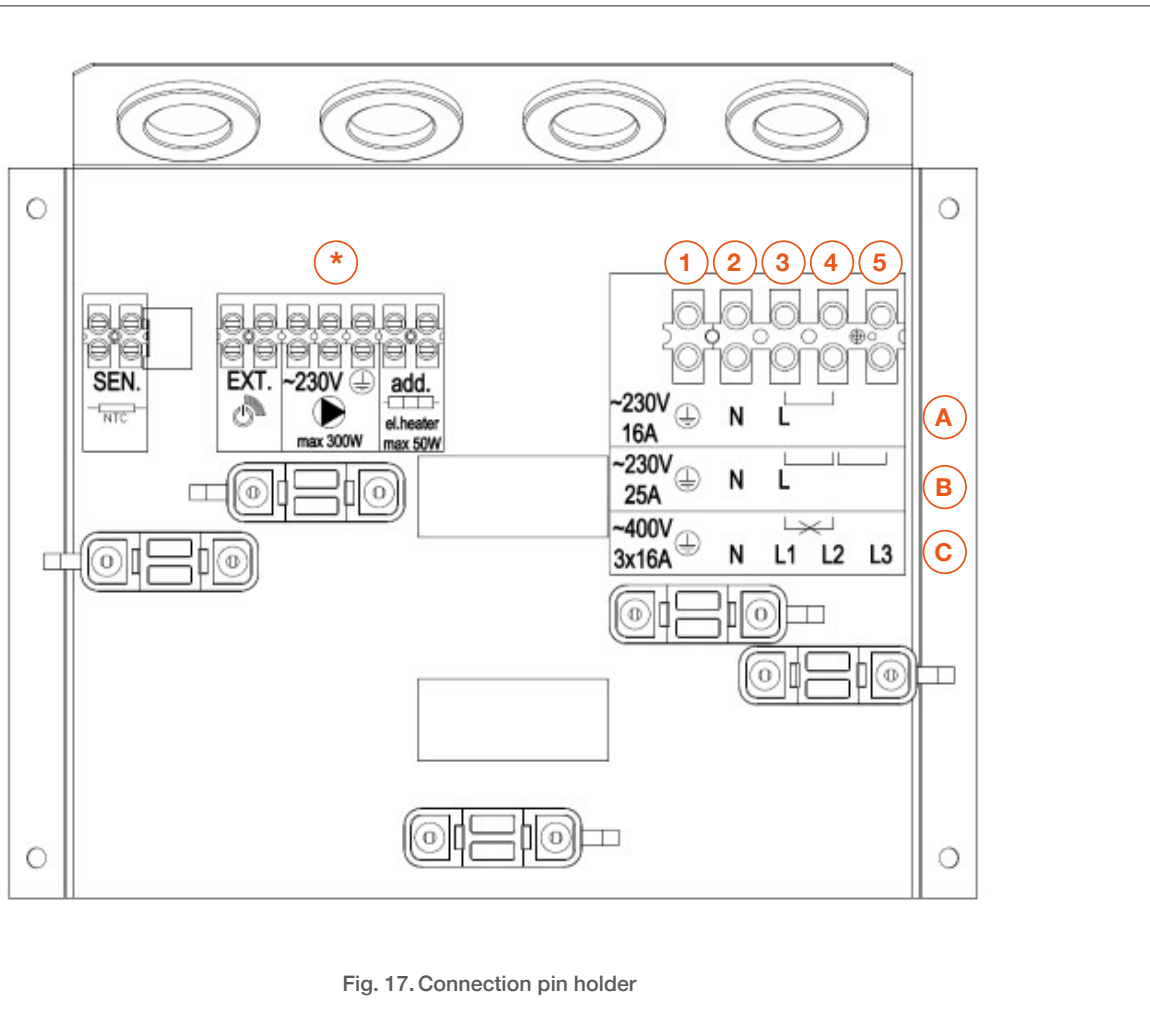 *
1 2 3 4 5
SEN.
NTC
EXT.
~230V
max 300W
add.
el.heater
max 50W
~230V
16A
N L
A
~230V
25A
N L
B
~400V
3x16A
N L1 L2 L3
C
Fig. 17. Connection pin holder